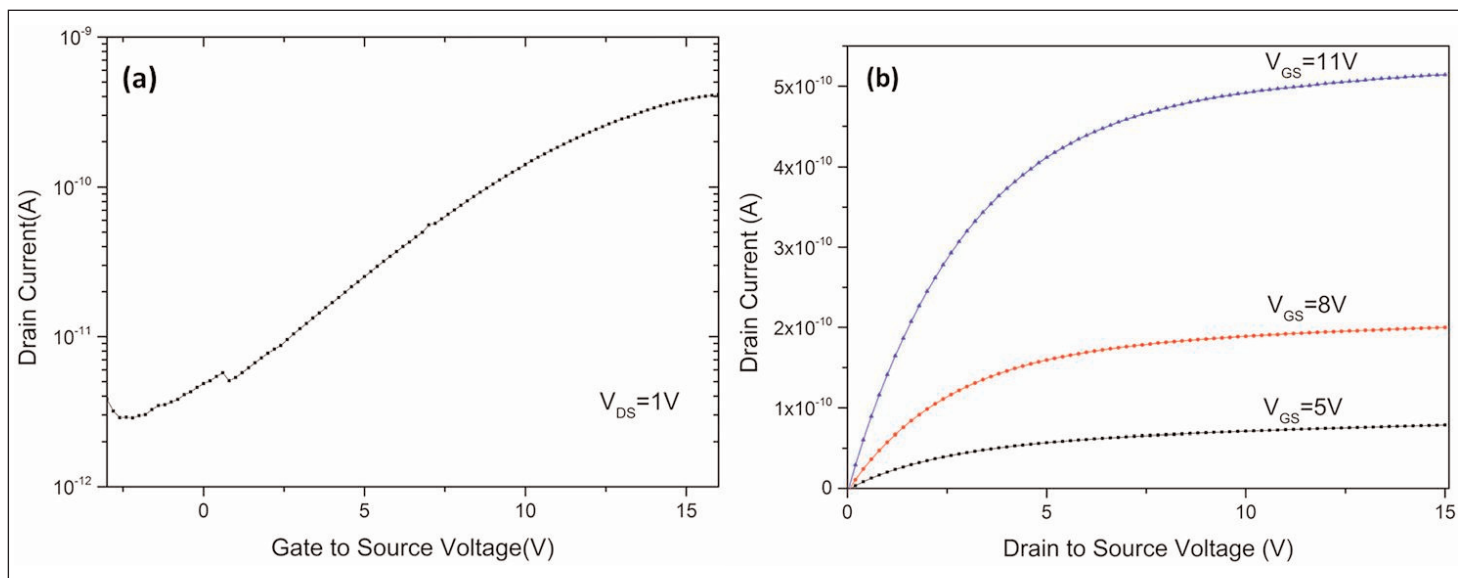 (a)
10⁻⁹
10⁻¹⁰
10⁻¹¹
10⁻¹²
Drain Current(A)
V_DS=1V
0 5 10 15
Gate to Source Voltage(V)
(b)
V_GS=11V
V_GS=8V
V_GS=5V
5x10⁻¹⁰
4x10⁻¹⁰
3x10⁻¹⁰
2x10⁻¹⁰
1x10⁻¹⁰
0
Drain Current (A)
0 5 10 15
Drain to Source Voltage (V)